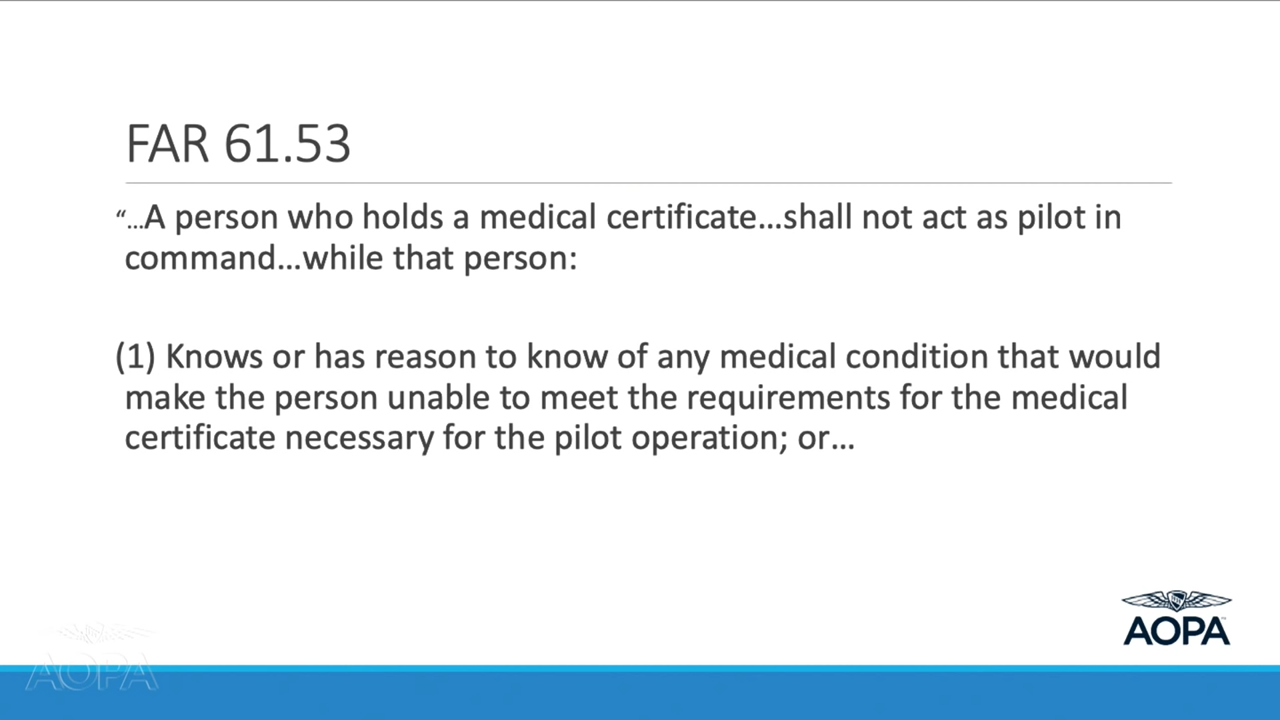 FAR 61.53
“...A person who holds a medical certificate...shall not act as pilot in
command...while that person:
(1) Knows or has reason to know of any medical condition that would
make the person unable to meet the requirements for the medical
certificate necessary for the pilot operation; or...
AOPA
AOPA